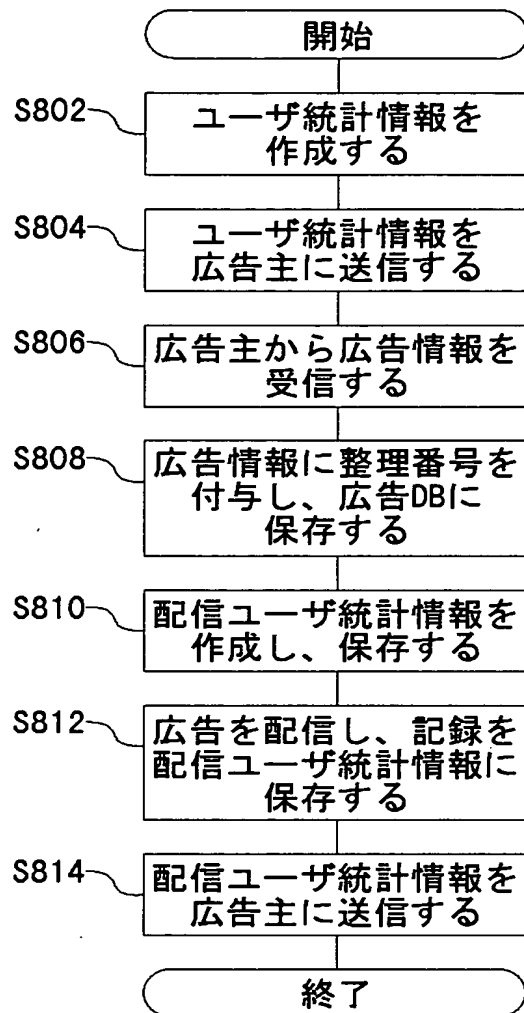 開始
S802
ユーザ統計情報を
作成する
S804
ユーザ統計情報を
広告主に送信する
S806
広告主から広告情報を
受信する
S808
広告情報に整理番号を
付与し、広告DBに
保存する
S810
配信ユーザ統計情報を
作成し、保存する
S812
広告を配信し、記録を
配信ユーザ統計情報に
保存する
S814
配信ユーザ統計情報を
広告主に送信する
終了